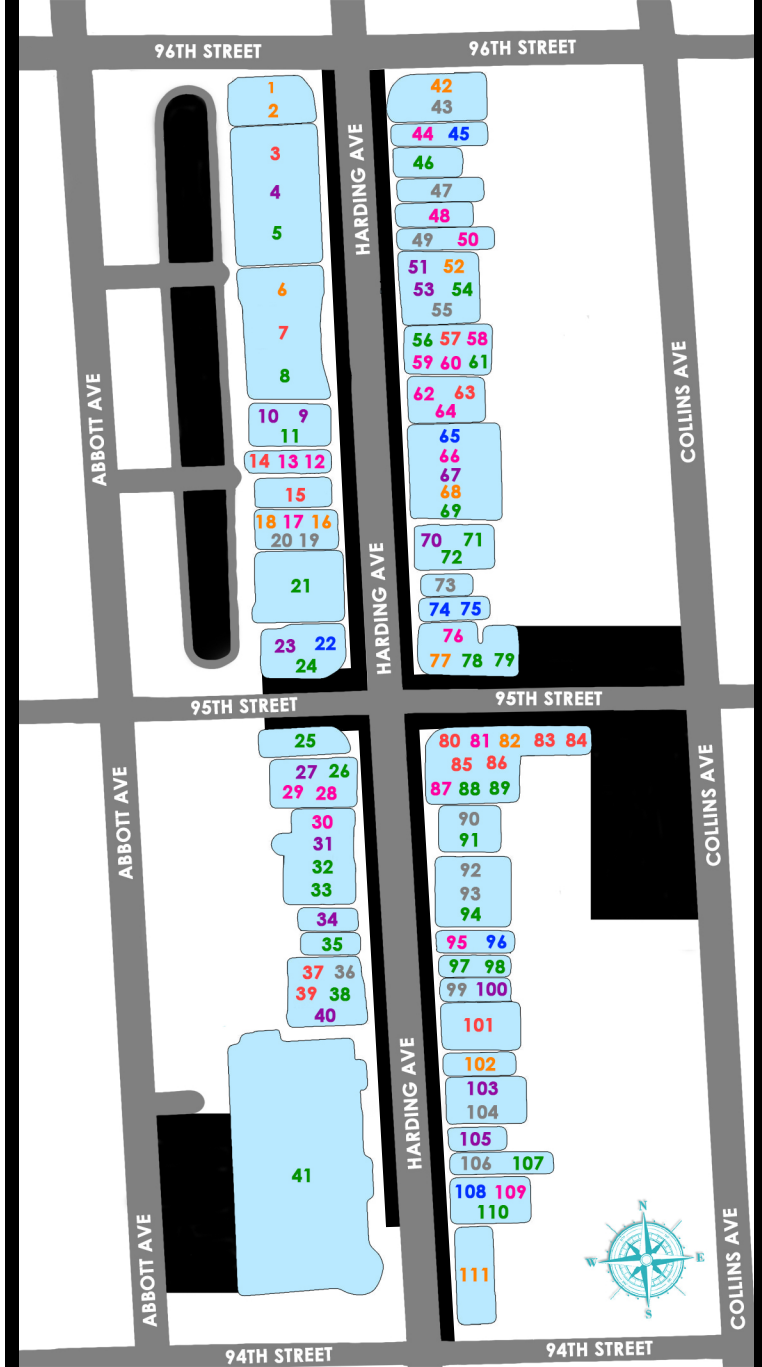 96TH STREET
96TH STREET
ABBOTT AVE
HARDING AVE
COLLINS AVE
1
2
3
4
5
6
7
8
10 9
11
14 13 12
15
18 17 16
20 19
21
23 22
24
42
43
44 45
46
47
48
49 50
51 52
53 54
55
56 57 58
59 60 61
62 63
64
65
66
67
68
69
70 71
72
73
74 75
76
77 78 79
HARDING AVE
95TH STREET
95TH STREET
ABBOTT AVE
COLLINS AVE
25
27 26
29 28
30
31
32
33
34
35
37 36
39 38
40
41
80 81 82 83 84
85 86
87 88 89
90
91
92
93
94
95 96
97 98
99 100
101
102
103
104
105
106 107
108 109
110
111
HARDING AVE
ABBOTT AVE
COLLINS AVE
N
W E
S
94TH STREET
94TH STREET